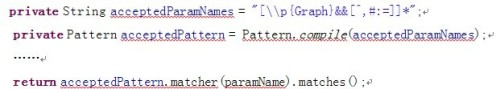 private String acceptedParamNames = "[\\p{Graph}&&[^,#:=]]*";
private Pattern acceptedPattern = Pattern.compile(acceptedParamNames);
……
return acceptedPattern.matcher(paramName).matches();